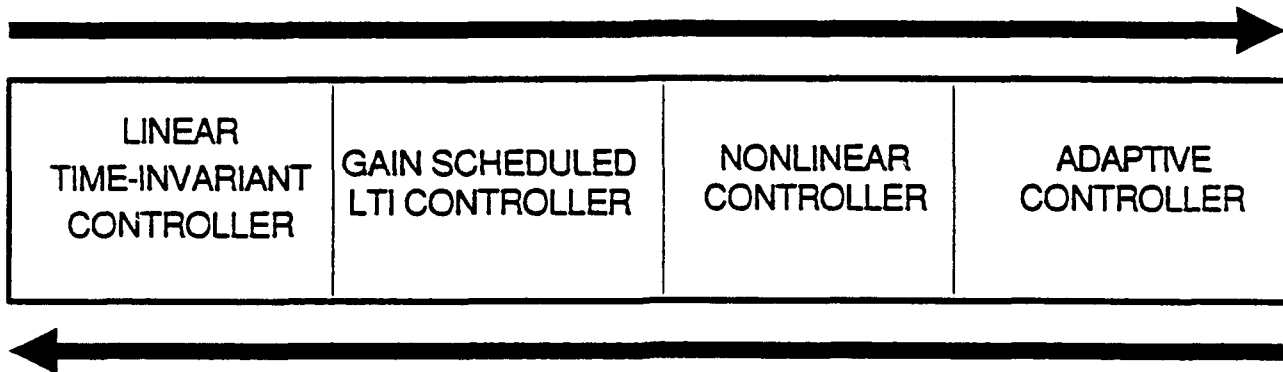 LINEAR
TIME-INVARIANT
CONTROLLER
GAIN SCHEDULED
LTI CONTROLLER
NONLINEAR
CONTROLLER
ADAPTIVE
CONTROLLER